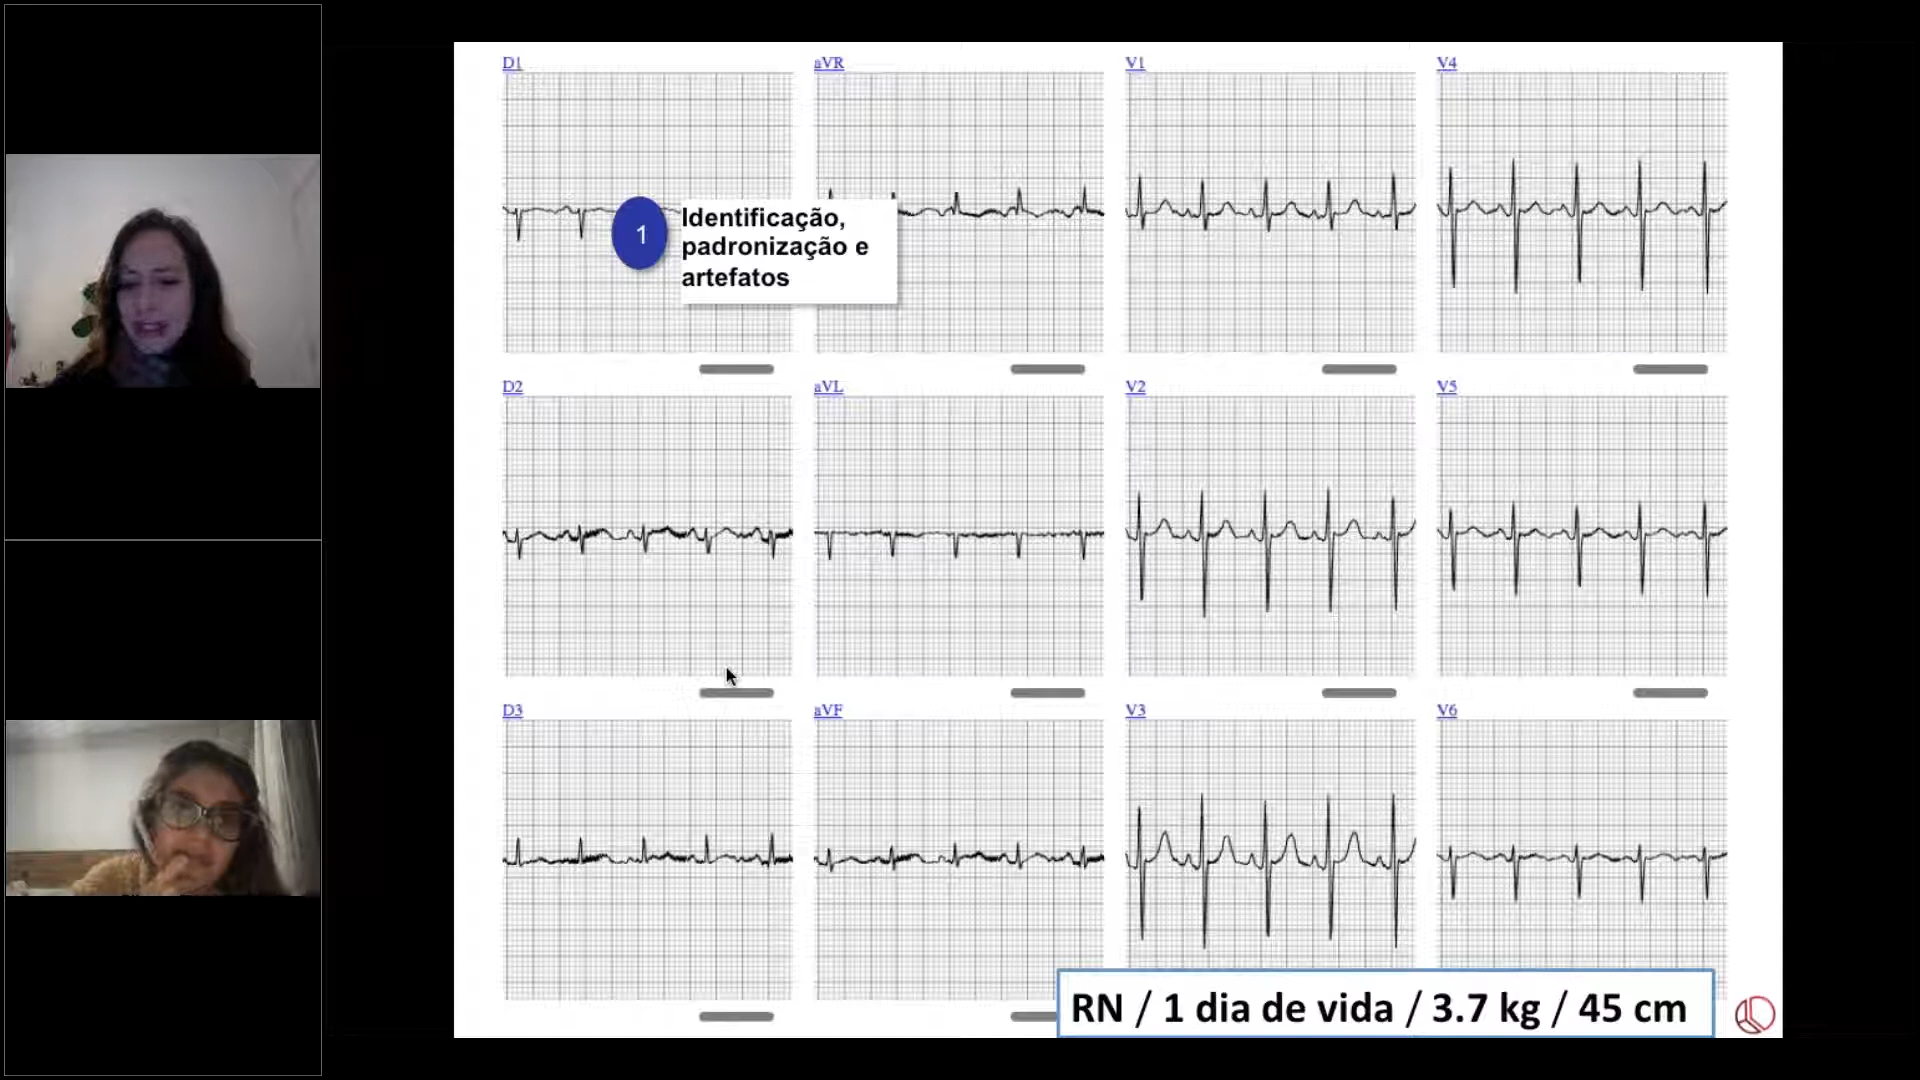 D1
aVR
V1
V4
1
Identificação,
padronização e
artefatos
D2
aVL
V2
V5
D3
aVF
V3
V6
RN / 1 dia de vida / 3.7 kg / 45 cm